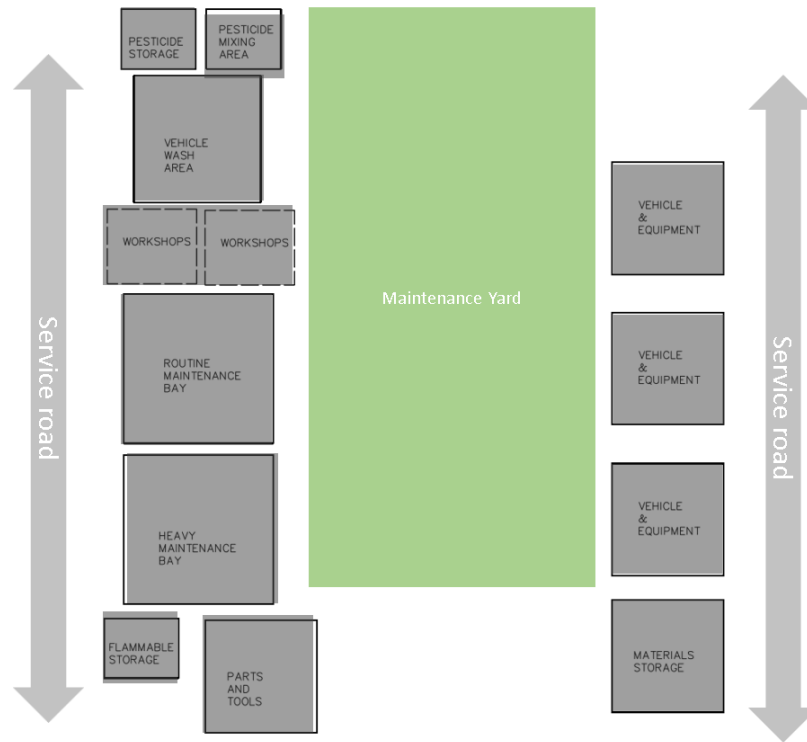 PESTICIDE
STORAGE
PESTICIDE
MIXING
AREA
VEHICLE
WASH
AREA
WORKSHOPS
WORKSHOPS
ROUTINE
MAINTENANCE
BAY
HEAVY
MAINTENANCE
BAY
FLAMMABLE
STORAGE
PARTS
AND
TOOLS
Service road
Maintenance Yard
VEHICLE
&
EQUIPMENT
VEHICLE
&
EQUIPMENT
VEHICLE
&
EQUIPMENT
MATERIALS
STORAGE
Service road